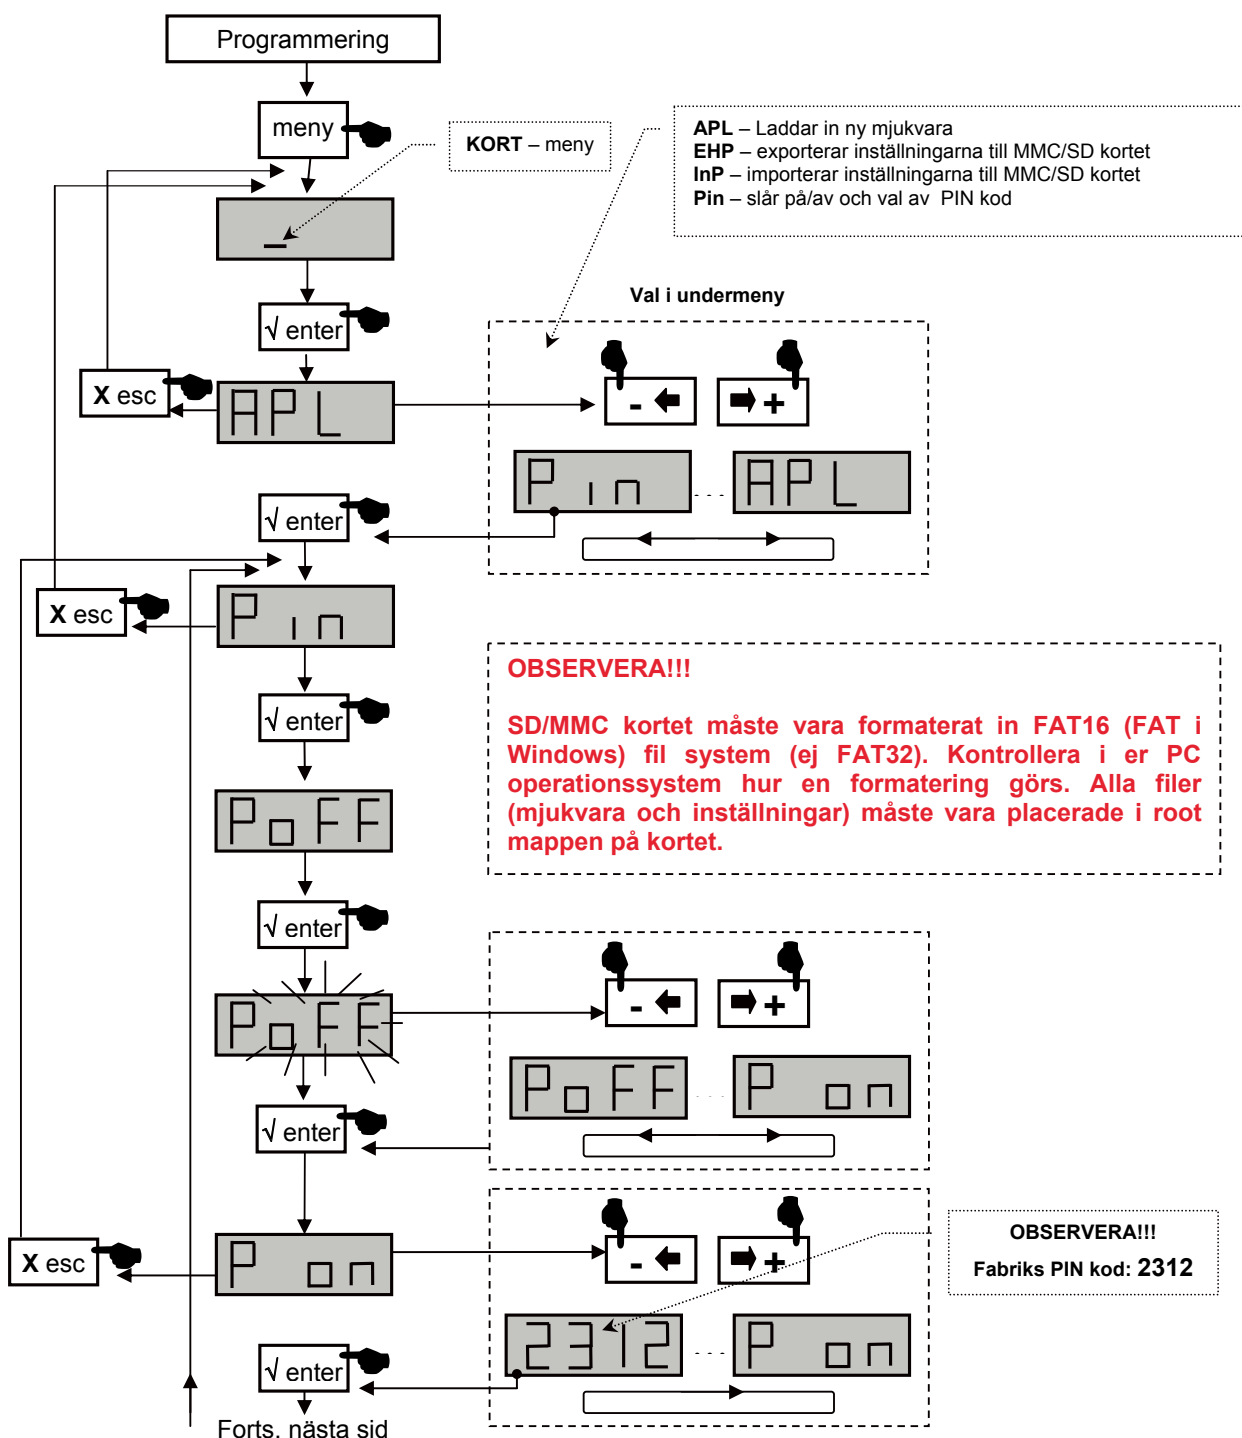 Programmering
meny
KORT – meny
APL – Laddar in ny mjukvara
EHP – exporterar inställningarna till MMC/SD kortet
InP – importerar inställningarna till MMC/SD kortet
Pin – slår på/av och val av PIN kod
_
√ enter
Val i undermeny
X esc
APL
- +
Pin - - - APL
√ enter
X esc
Pin
OBSERVERA!!!
SD/MMC kortet måste vara formaterat in FAT16 (FAT i
Windows) fil system (ej FAT32). Kontrollera i er PC
operationssystem hur en formatering görs. Alla filer
(mjukvara och inställningar) måste vara placerade i root
mappen på kortet.
√ enter
PoFF
√ enter
PoFF
- +
PoFF - - - P on
√ enter
P on
X esc
- +
OBSERVERA!!!
Fabriks PIN kod: 2312
2312 - - - P on
√ enter
Forts. nästa sid